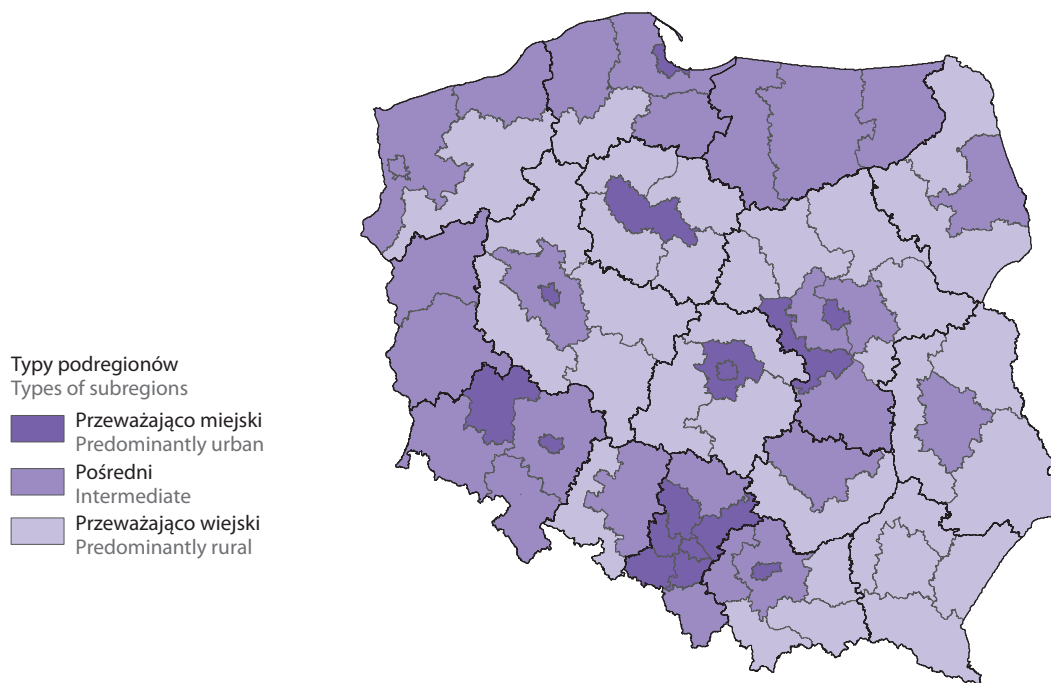 Typy podregionów
Types of subregions
Przeważająco miejski
Predominantly urban
Pośredni
Intermediate
Przeważająco wiejski
Predominantly rural